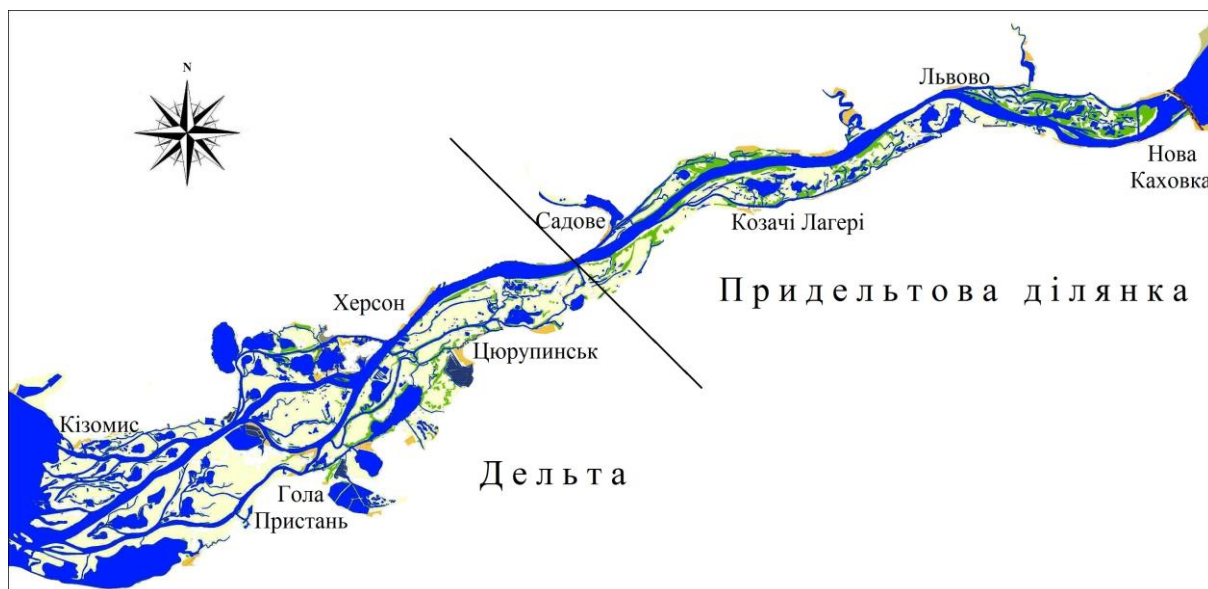 N
Львово
Нова
Каховка
Садове
Козачі Лагері
Придельтова ділянка
Херсон
Цюрупинськ
Кізомис
Дельта
Гола
Пристань